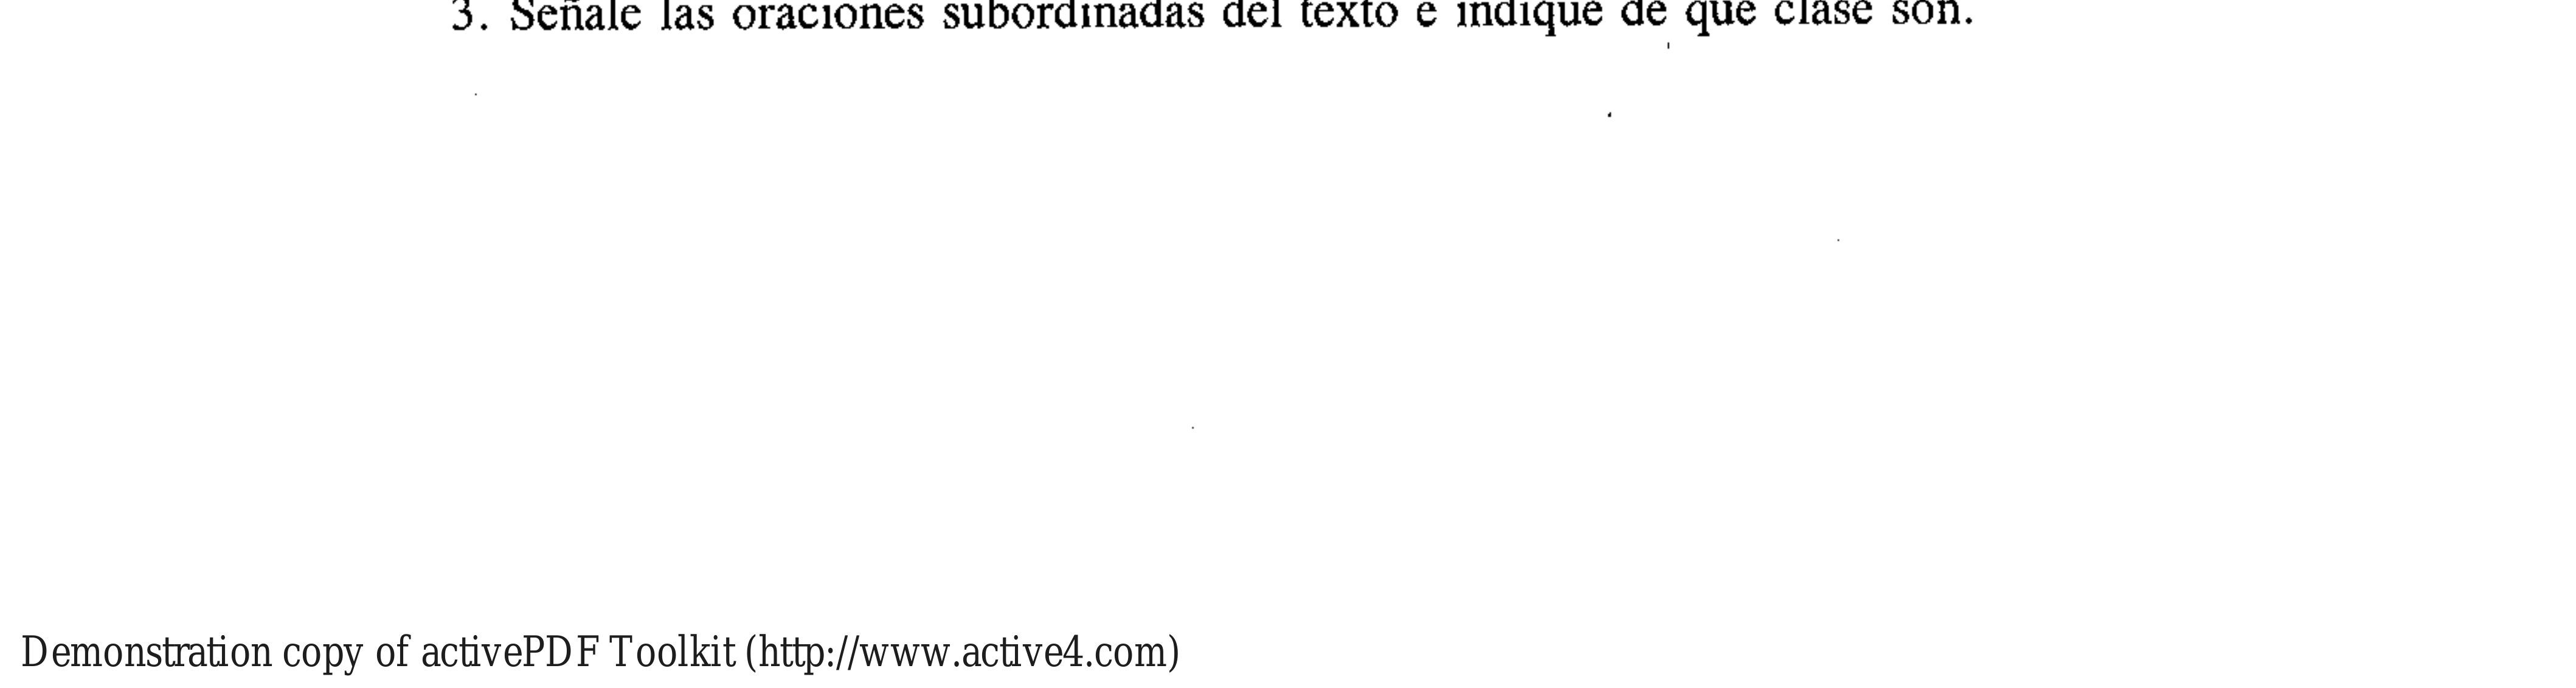 3. Señale las oraciones subordinadas del texto e indique de qué clase son.
Demonstration copy of activePDF Toolkit (http://www.active4.com)